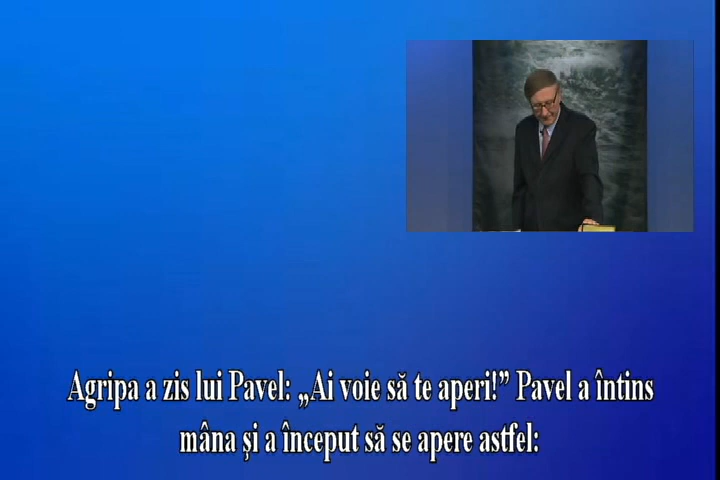 Agripa a zis lui Pavel: „Ai voie să te aperi!” Pavel a întins
mâna și a început să se apere astfel: